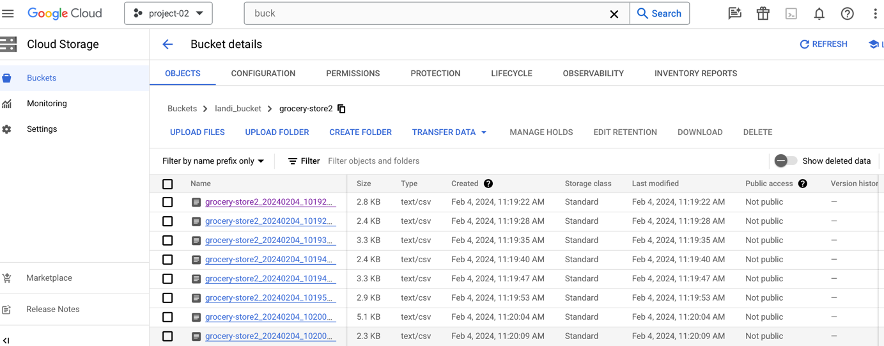 Google Cloud project-02 buck Search
Cloud Storage Bucket details REFRESH
Buckets OBJECTS CONFIGURATION PERMISSIONS PROTECTION LIFECYCLE OBSERVABILITY INVENTORY REPORTS
Monitoring
Buckets landi_bucket grocery-store2
Settings UPLOAD FILES UPLOAD FOLDER CREATE FOLDER TRANSFER DATA MANAGE HOLDS EDIT RETENTION DOWNLOAD DELETE
Filter by name prefix only Filter Filter objects and folders Show deleted data
Name Size Type Created Storage class Last modified Public access Version histor
grocery-store2_20240204_10192... 2.8 KB text/csv Feb 4, 2024, 11:19:22 AM Standard Feb 4, 2024, 11:19:22 AM Not public —
grocery-store2_20240204_10192... 2.4 KB text/csv Feb 4, 2024, 11:19:28 AM Standard Feb 4, 2024, 11:19:28 AM Not public —
grocery-store2_20240204_10193... 3.3 KB text/csv Feb 4, 2024, 11:19:35 AM Standard Feb 4, 2024, 11:19:35 AM Not public —
grocery-store2_20240204_10194... 2.4 KB text/csv Feb 4, 2024, 11:19:40 AM Standard Feb 4, 2024, 11:19:40 AM Not public —
Marketplace grocery-store2_20240204_10194... 3.3 KB text/csv Feb 4, 2024, 11:19:47 AM Standard Feb 4, 2024, 11:19:47 AM Not public —
grocery-store2_20240204_10195... 2.9 KB text/csv Feb 4, 2024, 11:19:53 AM Standard Feb 4, 2024, 11:19:53 AM Not public —
Release Notes grocery-store2_20240204_10200... 5.1 KB text/csv Feb 4, 2024, 11:20:04 AM Standard Feb 4, 2024, 11:20:04 AM Not public —
grocery-store2_20240204_10200... 2.3 KB text/csv Feb 4, 2024, 11:20:09 AM Standard Feb 4, 2024, 11:20:09 AM Not public —